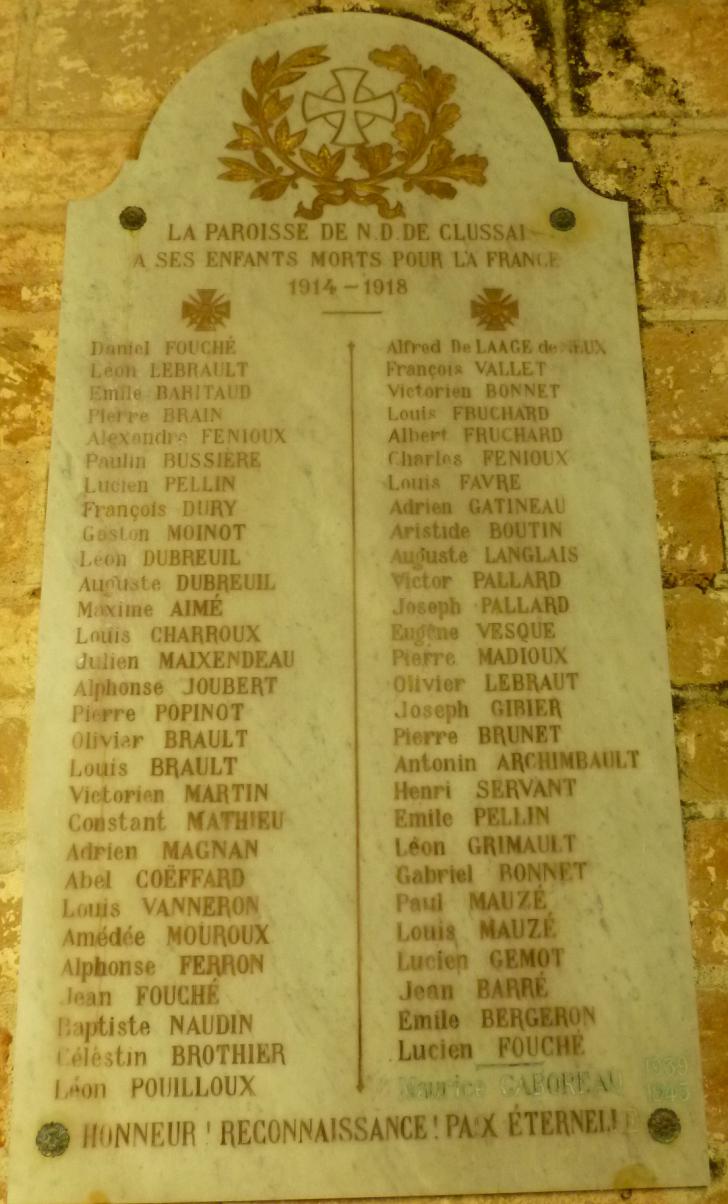 LA PAROISSE DE N.D. DE CLUSSAI
A SES ENFANTS MORTS POUR LA FRANCE
1914 – 1918
Daniel FOUCHÉ
Léon LEBRAULT
Emile BARITAUD
Pierre BRAIN
Alexandre FENIOUX
Paulin BUSSIÈRE
Lucien PELLIN
François DURY
Gaston MOINOT
Léon DUBREUIL
Auguste DUBREUIL
Maxime AIMÉ
Louis CHARROUX
Julien MAIXENDEAU
Alphonse JOUBERT
Pierre POPINOT
Olivier BRAULT
Louis BRAULT
Victorien MARTIN
Constant MATHIEU
Adrien MAGNAN
Abel COËFFARD
Louis VANNERON
Amédée MOUROUX
Alphonse FERRON
Jean FOUCHÉ
Baptiste NAUDIN
Célèstin BROTHIER
Léon POUILLOUX
Alfred De LAAGE de
François VALLET
Victorien BONNET
Louis FRUCHARD
Albert FRUCHARD
Charles FENIOUX
Louis FAVRE
Adrien GATINEAU
Aristide BOUTIN
Auguste LANGLAIS
Victor PALLARD
Joseph PALLARD
Eugène VESQUE
Pierre MADIOUX
Olivier LEBRAUT
Joseph GIBIER
Pierre BRUNET
Antonin ARCHIMBAULT
Henri SERVANT
Emile PELLIN
Léon GRIMAULT
Gabriel BONNET
Paul MAUZÉ
Louis MAUZÉ
Lucien GEMOT
Jean BARRÉ
Emile BERGERON
Lucien FOUCHÉ
Maurice CAPOREAU 1939
1945
HONNEUR ! RECONNAISSANCE ! PAIX ÉTERNELLE